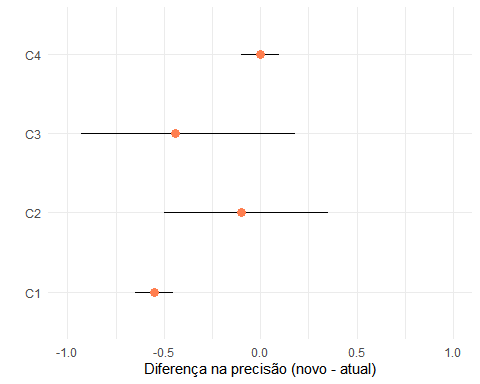 C4
C3
C2
C1
-1.0 -0.5 0.0 0.5 1.0
Diferença na precisão (novo - atual)